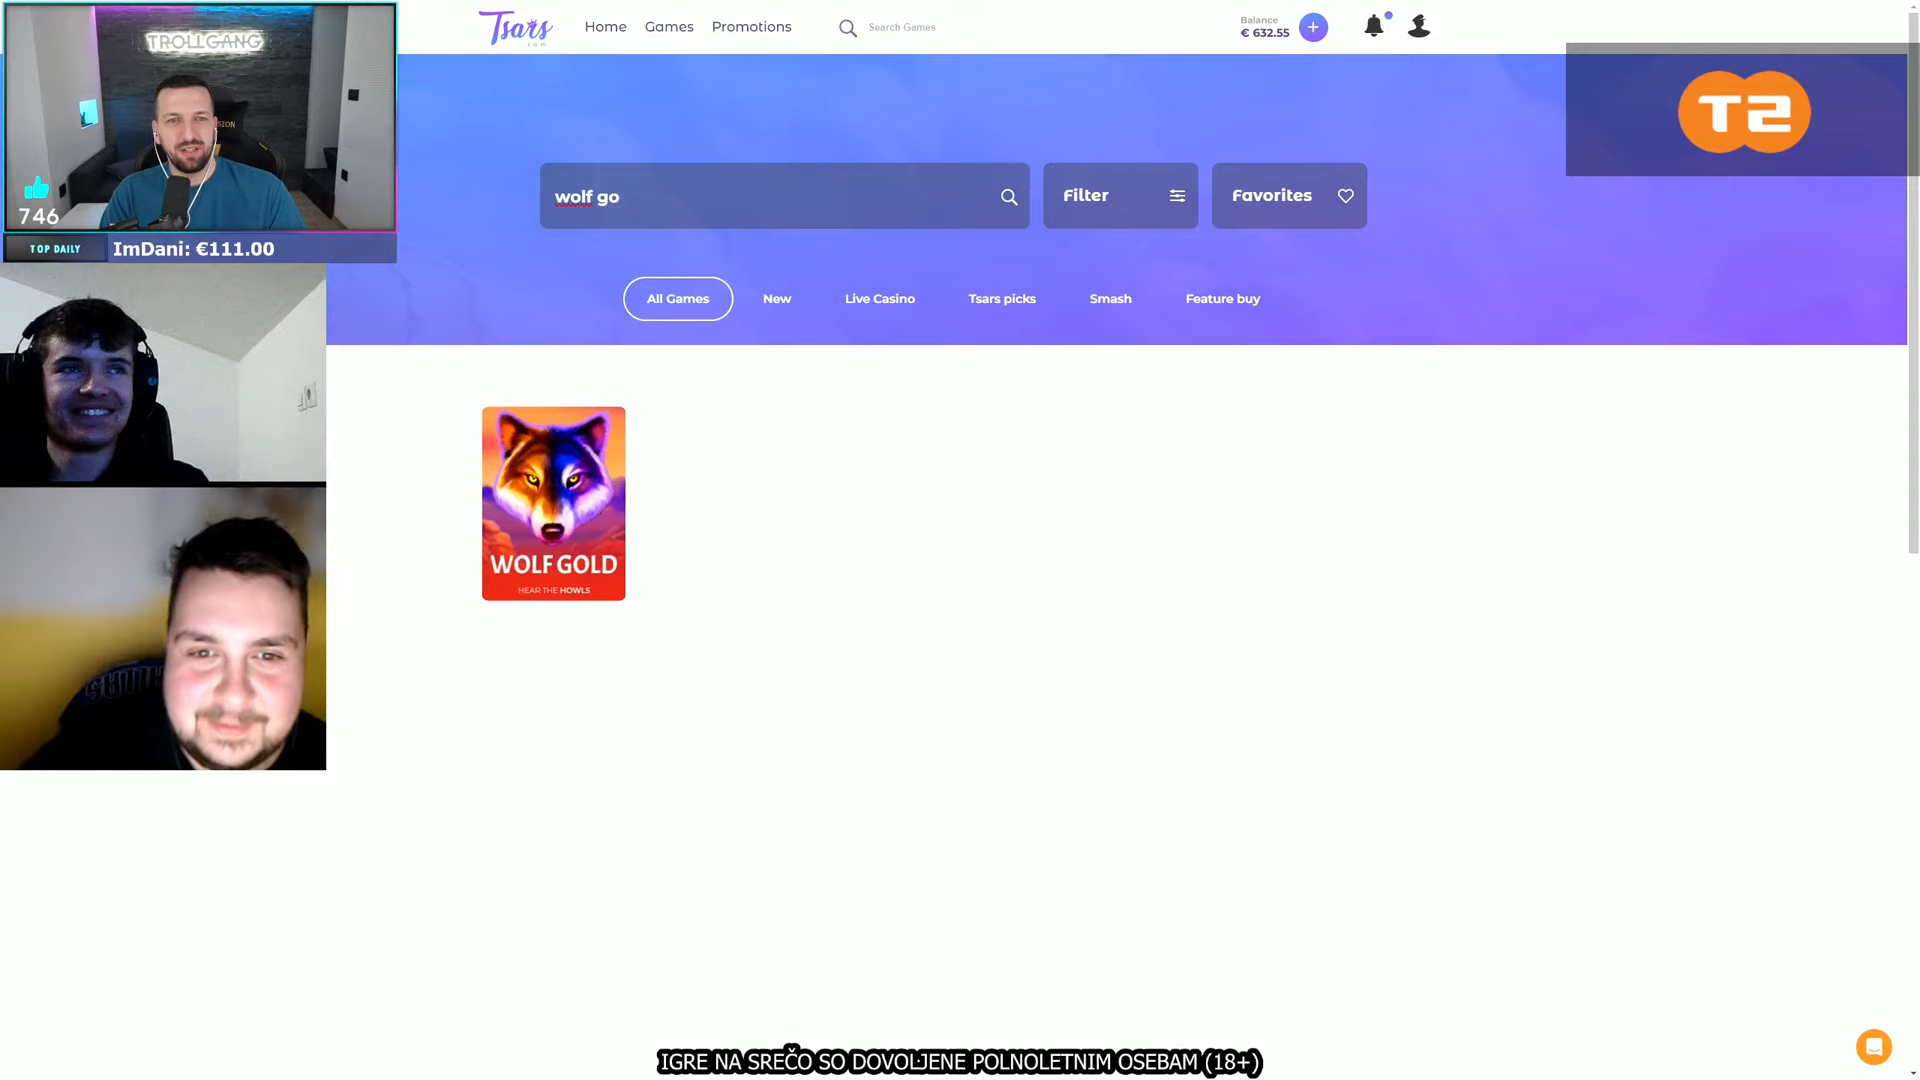 TROLLGANG
746
TOP DAILY
ImDani: €111.00
Tsars
.com
Home
Games
Promotions
Search Games
Balance
€ 632.55
T2
wolf go
Filter
Favorites
All Games
New
Live Casino
Tsars picks
Smash
Feature buy
WOLF GOLD
HEAR THE HOWLS
IGRE NA SREČO SO DOVOLJENE POLNOLETNIM OSEBAM (18+)